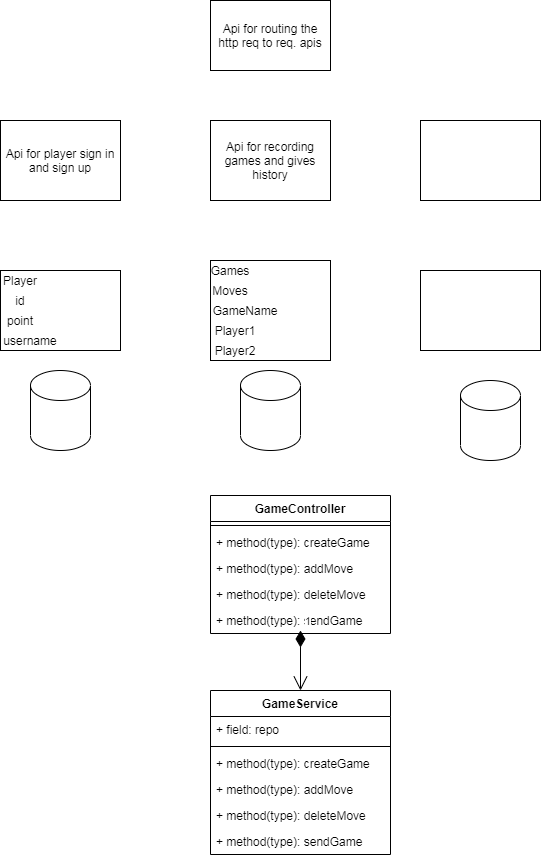 Api for routing the
http req to req. apis
Api for player sign in
and sign up
Api for recording
games and gives
history
Player
id
point
username
Games
Moves
GameName
Player1
Player2
GameController
+ method(type): createGame
+ method(type): addMove
+ method(type): deleteMove
+ method(type): sendGame
GameService
+ field: repo
+ method(type): createGame
+ method(type): addMove
+ method(type): deleteMove
+ method(type): sendGame